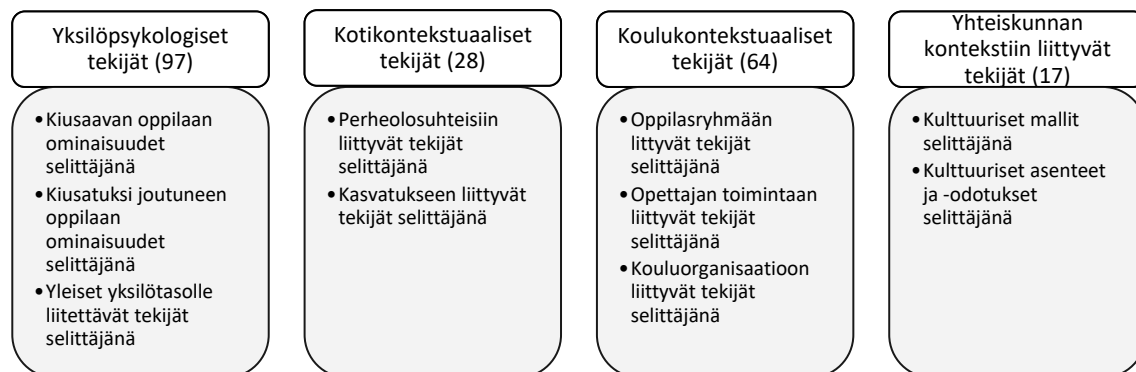 Yksilöpsykologiset
tekijät (97)
•Kiusaavan oppilaan
ominaisuudet
selittäjänä
•Kiusatuksi joutuneen
oppilaan
ominaisuudet
selittäjänä
•Yleiset yksilötasolle
liitettävät tekijät
selittäjänä
Kotikontekstuaaliset
tekijät (28)
•Perheolosuhteisiin
liittyvät tekijät
selittäjänä
•Kasvatukseen liittyvät
tekijät selittäjänä
Koulukontekstuaaliset
tekijät (64)
•Oppilasryhmään
littyvät tekijät
selittäjänä
•Opettajan toimintaan
liittyvät tekijät
selittäjänä
•Kouluorganisaatioon
liittyvät tekijät
selittäjänä
Yhteiskunnan
kontekstiin liittyvät
tekijät (17)
•Kulttuuriset mallit
selittäjänä
•Kulttuuriset asenteet
ja -odotukset
selittäjänä